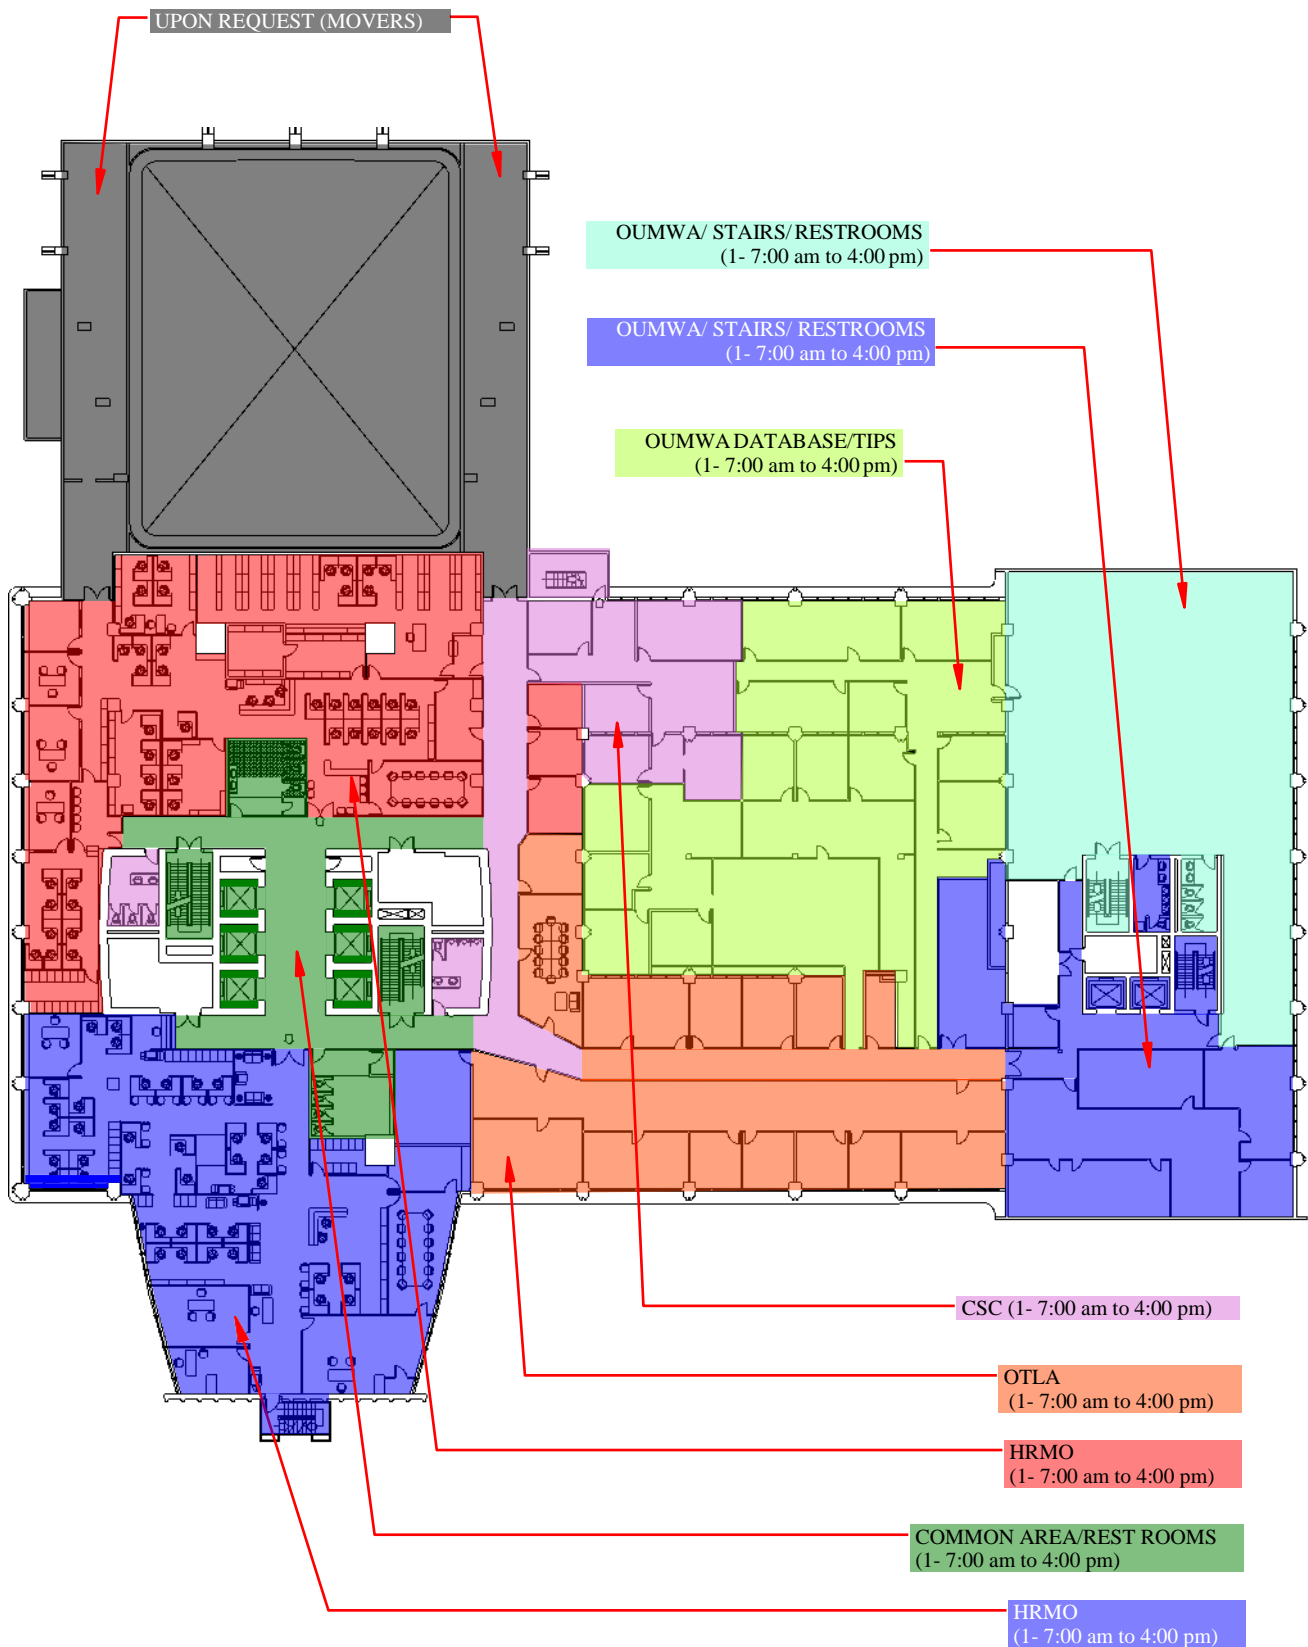 UPON REQUEST (MOVERS)
OUMWA/ STAIRS/ RESTROOMS
(1- 7:00 am to 4:00 pm)
OUMWA/ STAIRS/ RESTROOMS
(1- 7:00 am to 4:00 pm)
OUMWA DATABASE/TIPS
(1- 7:00 am to 4:00 pm)
CSC (1- 7:00 am to 4:00 pm)
OTLA
(1- 7:00 am to 4:00 pm)
HRMO
(1- 7:00 am to 4:00 pm)
COMMON AREA/REST ROOMS
(1- 7:00 am to 4:00 pm)
HRMO
(1- 7:00 am to 4:00 pm)